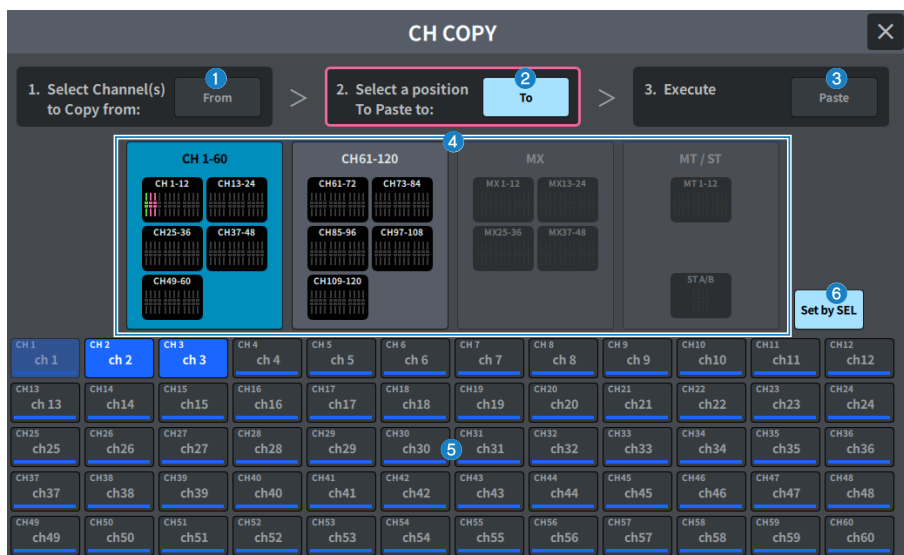 CH COPY
1. Select Channel(s) to Copy from:
1
From
>
2. Select a position To Paste to:
2
To
>
3. Execute
3
Paste
4
CH 1-60
CH 1-12 CH13-24
CH25-36 CH37-48
CH49-60
CH61-120
CH61-72 CH73-84
CH85-96 CH97-108
CH109-120
MX
MX1-12 MX13-24
MX25-36 MX37-48
MT / ST
MT1-12
ST A/B
6
Set by SEL
CH 1 CH 2 CH 3 CH 4 CH 5 CH 6 CH 7 CH 8 CH 9 CH10 CH11 CH12
ch 1 ch 2 ch 3 ch 4 ch 5 ch 6 ch 7 ch 8 ch 9 ch10 ch11 ch12
CH13 CH14 CH15 CH16 CH17 CH18 CH19 CH20 CH21 CH22 CH23 CH24
ch 13 ch14 ch15 ch16 ch17 ch18 ch19 ch20 ch21 ch22 ch23 ch24
CH25 CH26 CH27 CH28 CH29 CH30 CH31 CH32 CH33 CH34 CH35 CH36
ch25 ch26 ch27 ch28 ch29 ch30 5 ch31 ch32 ch33 ch34 ch35 ch36
CH37 CH38 CH39 CH40 CH41 CH42 CH43 CH44 CH45 CH46 CH47 CH48
ch37 ch38 ch39 ch40 ch41 ch42 ch43 ch44 ch45 ch46 ch47 ch48
CH49 CH50 CH51 CH52 CH53 CH54 CH55 CH56 CH57 CH58 CH59 CH60
ch49 ch50 ch51 ch52 ch53 ch54 ch55 ch56 ch57 ch58 ch59 ch60